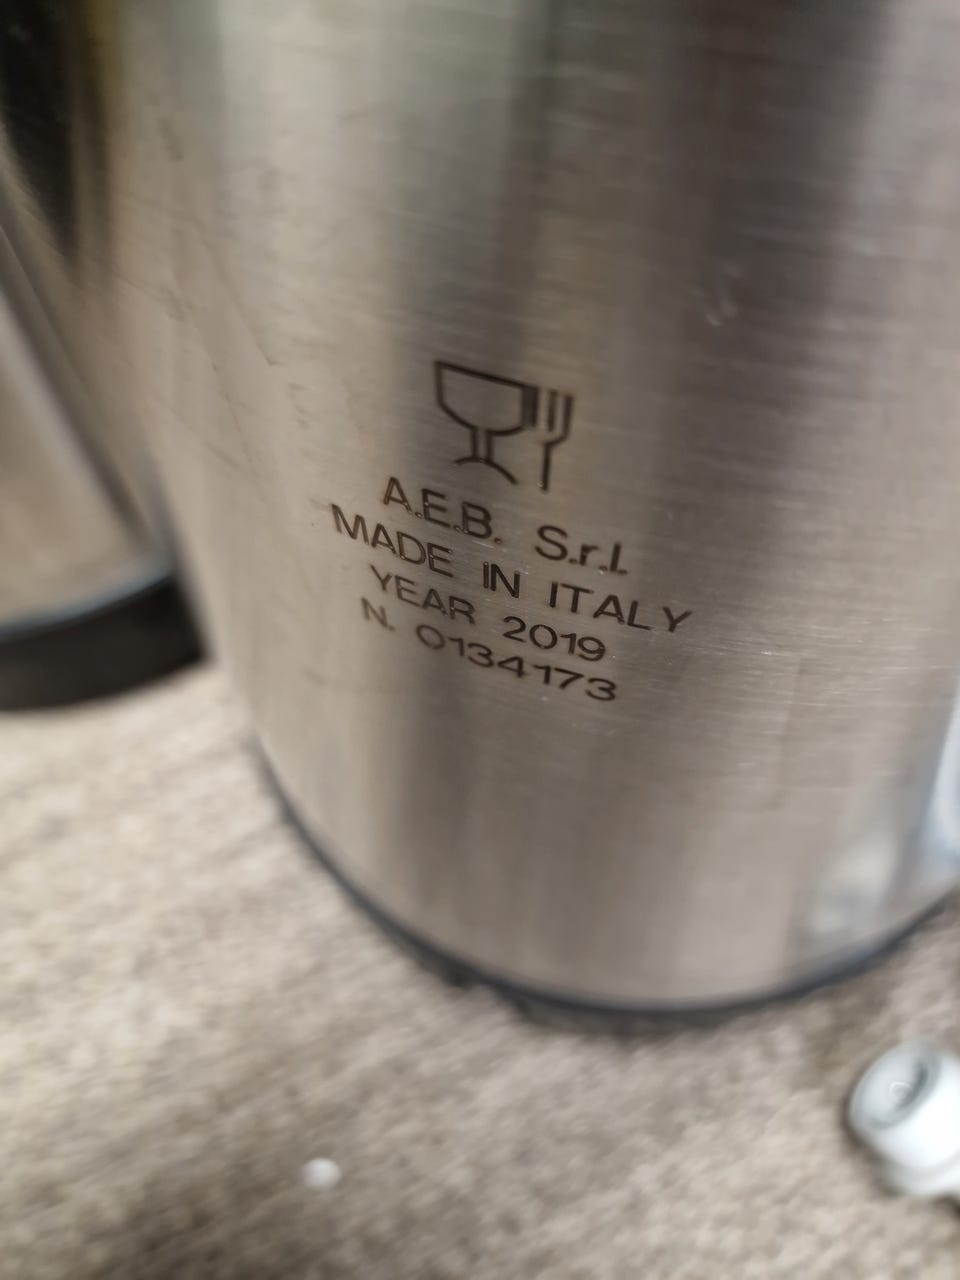 A.E.B. S.r.l.
MADE IN ITALY
YEAR 2019
N. 0134173